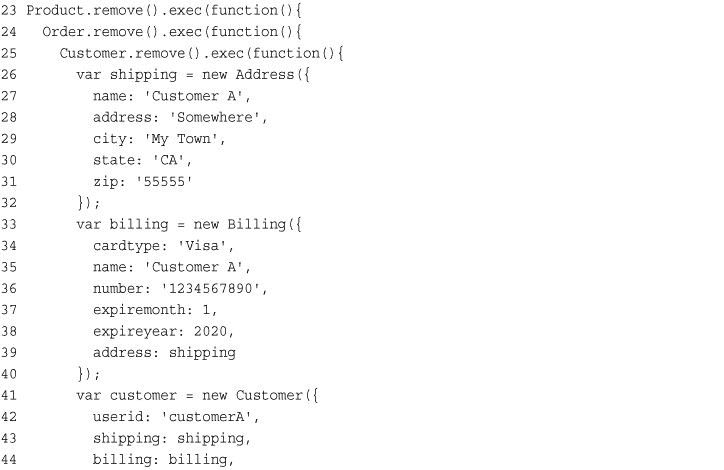 23 Product.remove().exec(function(){
24   Order.remove().exec(function(){
25     Customer.remove().exec(function(){
26       var shipping = new Address({
27         name: 'Customer A',
28         address: 'Somewhere',
29         city: 'My Town',
30         state: 'CA',
31         zip: '55555'
32       });
33       var billing = new Billing({
34         cardtype: 'Visa',
35         name: 'Customer A',
36         number: '1234567890',
37         expiremonth: 1,
38         expireyear: 2020,
39         address: shipping
40       });
41       var customer = new Customer({
42         userid: 'customerA',
43         shipping: shipping,
44         billing: billing,